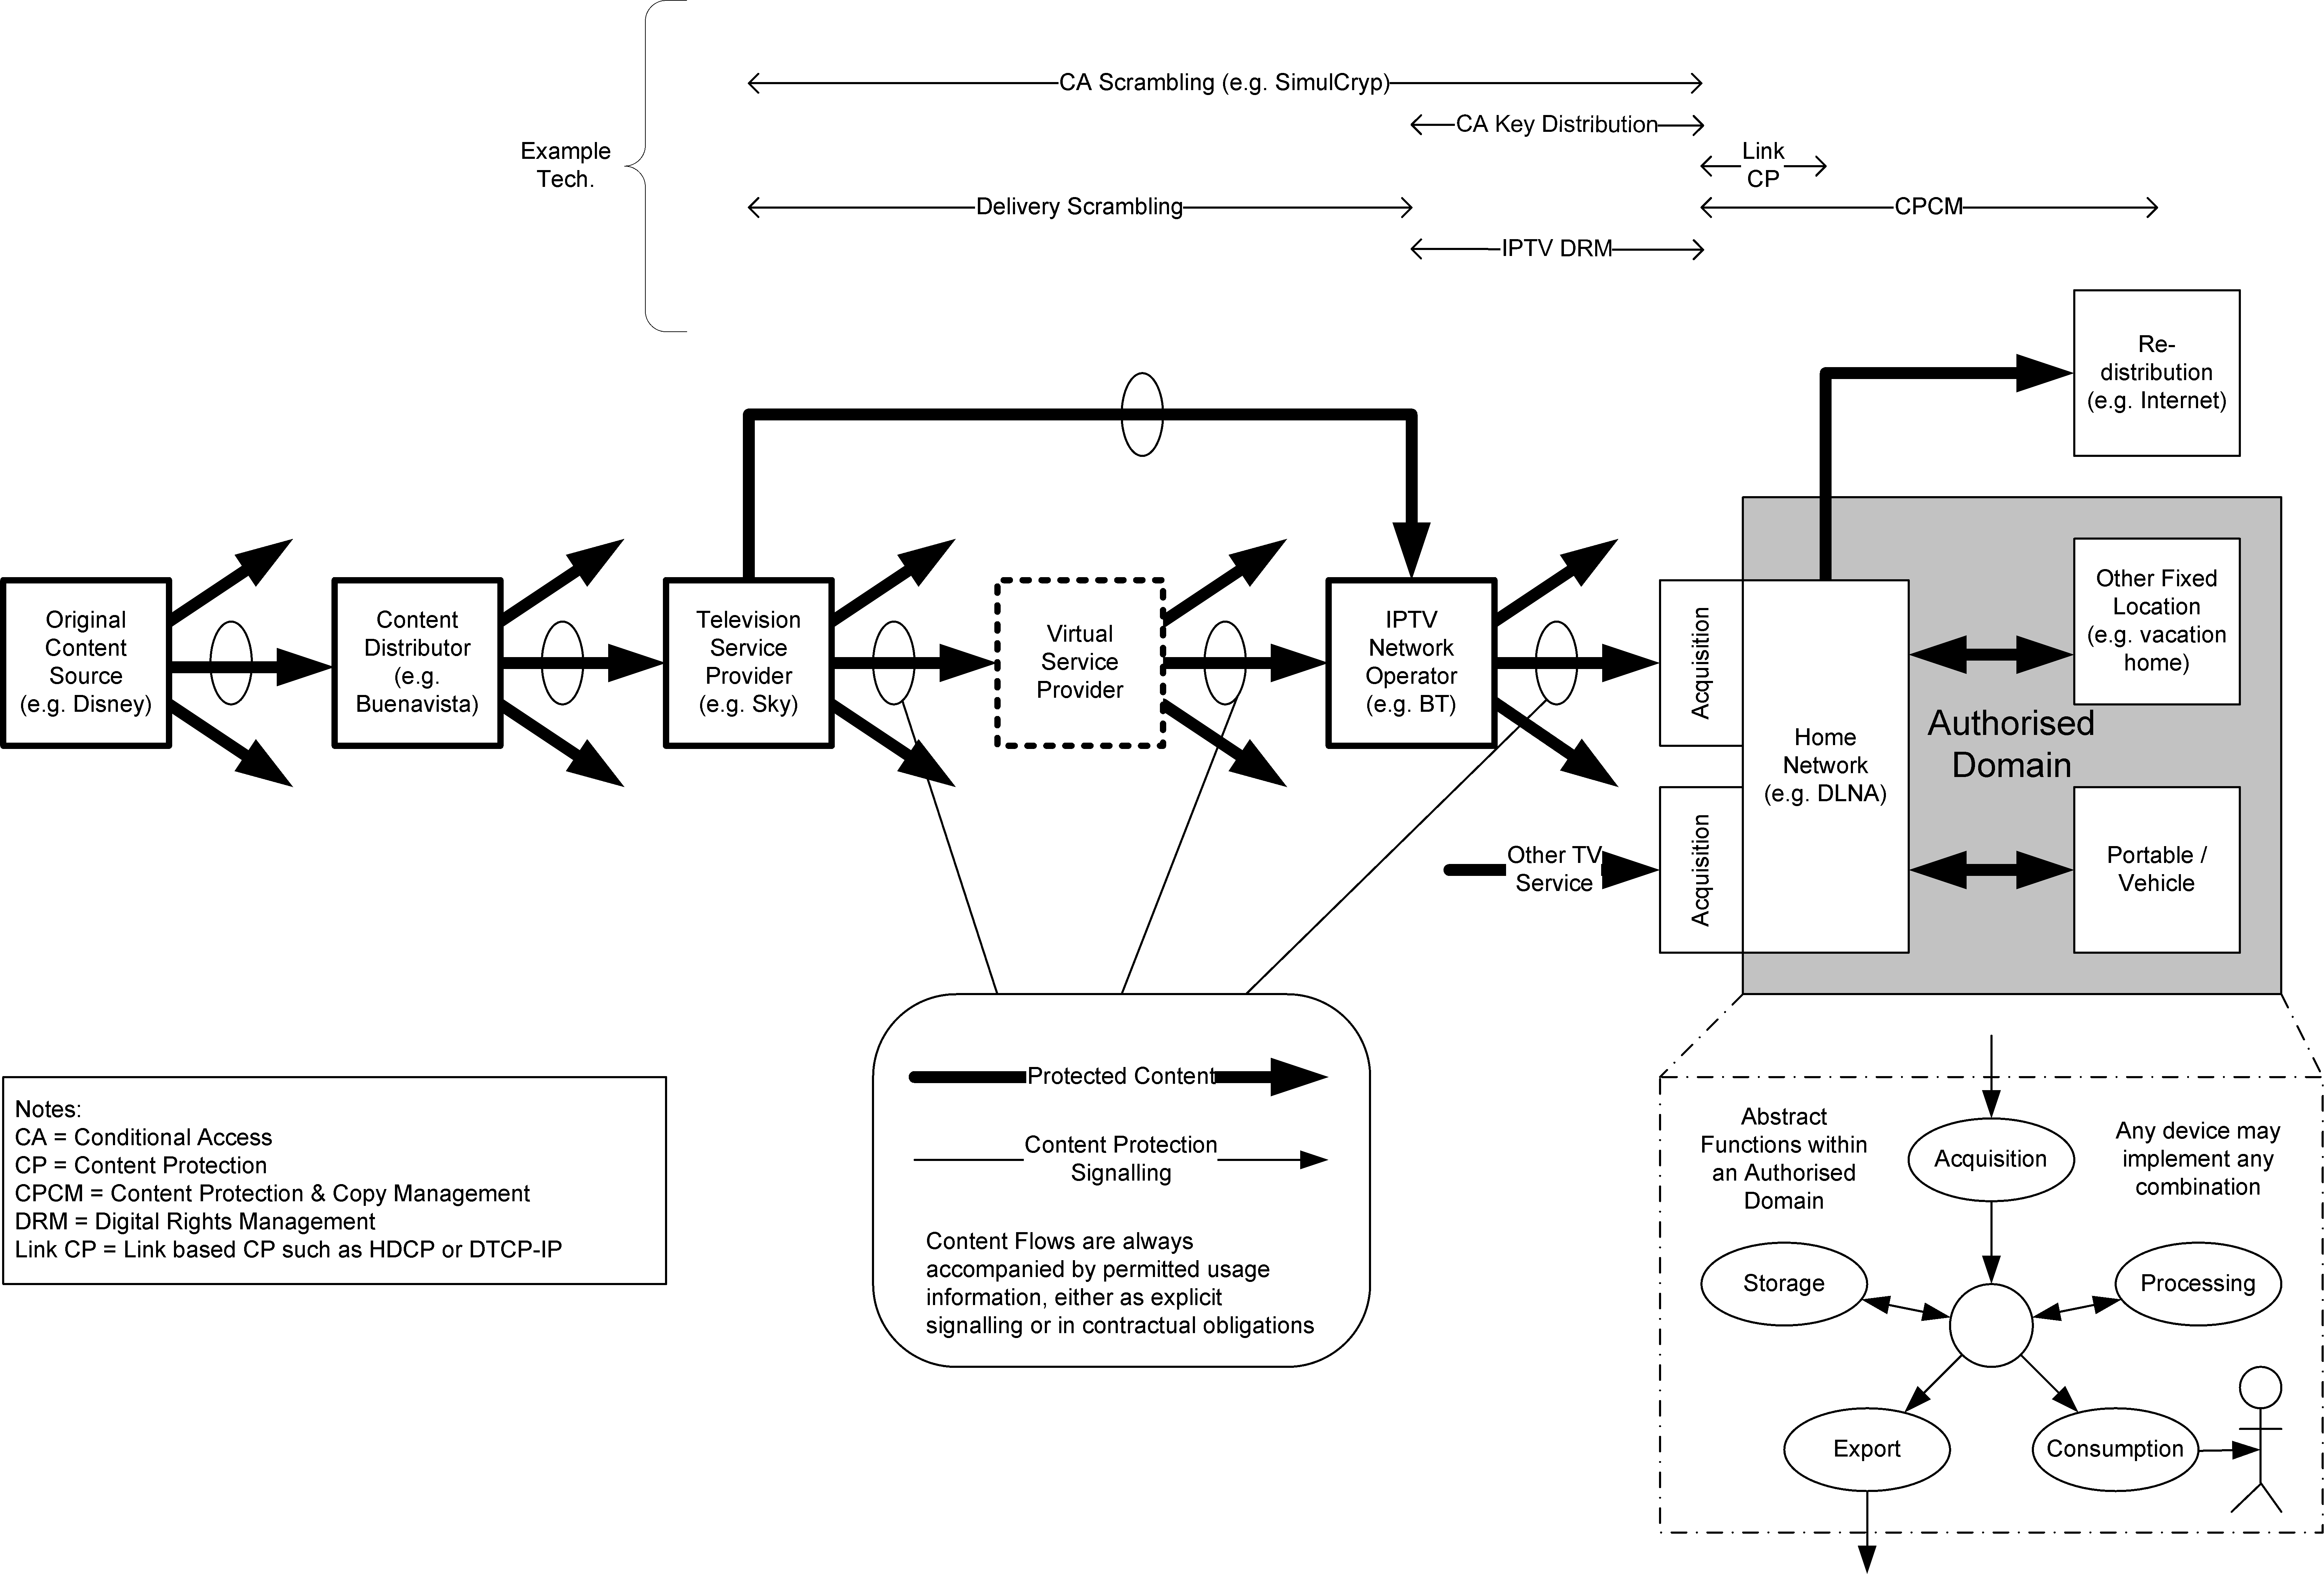 CA Scrambling (e.g. SimulCryp)
CA Key Distribution
Example
Tech.
Link
CP
Delivery Scrambling
CPCM
IPTV DRM
Re-
distribution
(e.g. Internet)
Original
Content
Source
(e.g. Disney)
Content
Distributor
(e.g.
Buenavista)
Television
Service
Provider
(e.g. Sky)
Virtual
Service
Provider
IPTV
Network
Operator
(e.g. BT)
Acquisition
Home
Network
(e.g. DLNA)
Other Fixed
Location
(e.g. vacation
home)
Authorised
Domain
Other TV
Service
Acquisition
Portable /
Vehicle
Protected Content
Content Protection
Signalling
Content Flows are always
accompanied by permitted usage
information, either as explicit
signalling or in contractual obligations
Notes:
CA = Conditional Access
CP = Content Protection
CPCM = Content Protection & Copy Management
DRM = Digital Rights Management
Link CP = Link based CP such as HDCP or DTCP-IP
Abstract
Functions within
an Authorised
Domain
Acquisition
Any device may
implement any
combination
Storage
Processing
Export
Consumption